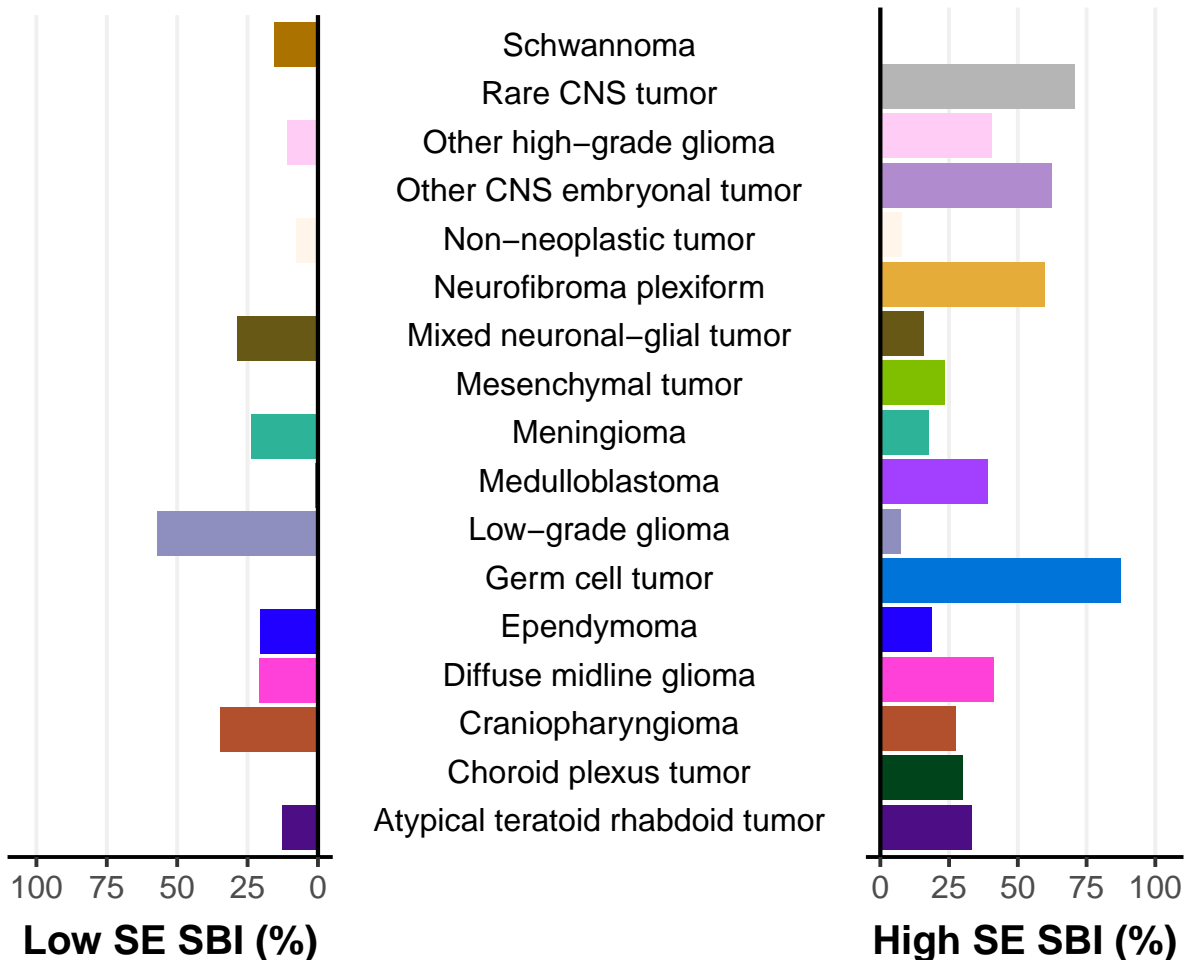 Schwannoma
Rare CNS tumor
Other high−grade glioma
Other CNS embryonal tumor
Non−neoplastic tumor
Neurofibroma plexiform
Mixed neuronal−glial tumor
Mesenchymal tumor
Meningioma
Medulloblastoma
Low−grade glioma
Germ cell tumor
Ependymoma
Diffuse midline glioma
Craniopharyngioma
Choroid plexus tumor
Atypical teratoid rhabdoid tumor
100 75 50 25 0
0 25 50 75 100
Low SE SBI (%)
High SE SBI (%)